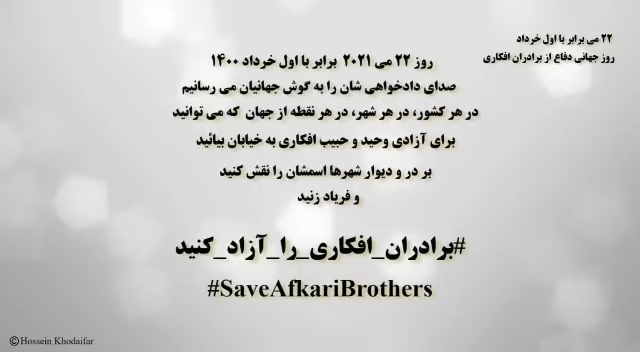 ۲۲ می برابر با اول خرداد
روز جهانی دفاع از برادران افکاری
روز ۲۲ می ۲۰۲۱ برابر با اول خرداد ۱۴۰۰
صدای دادخواهی شان را به گوش جهانیان می رسانیم
در هر کشور، در هر شهر، در هر نقطه از جهان که می توانید
برای آزادی وحید و حبیب افکاری به خیابان بیائید
بر در و دیوار شهرها اسمشان را نقش کنید
و فریاد زنید
#برادران_افکاری_را_آزاد_کنید
#SaveAfkariBrothers
©Hossein Khodaifar